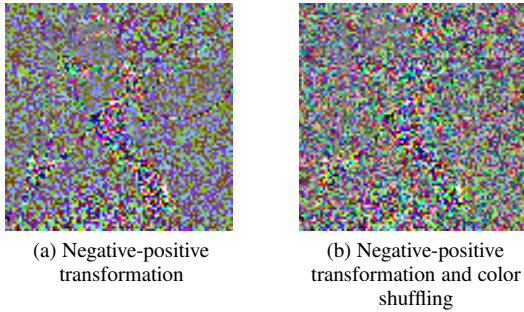 (a) Negative-positive
transformation
(b) Negative-positive
transformation and color
shuffling